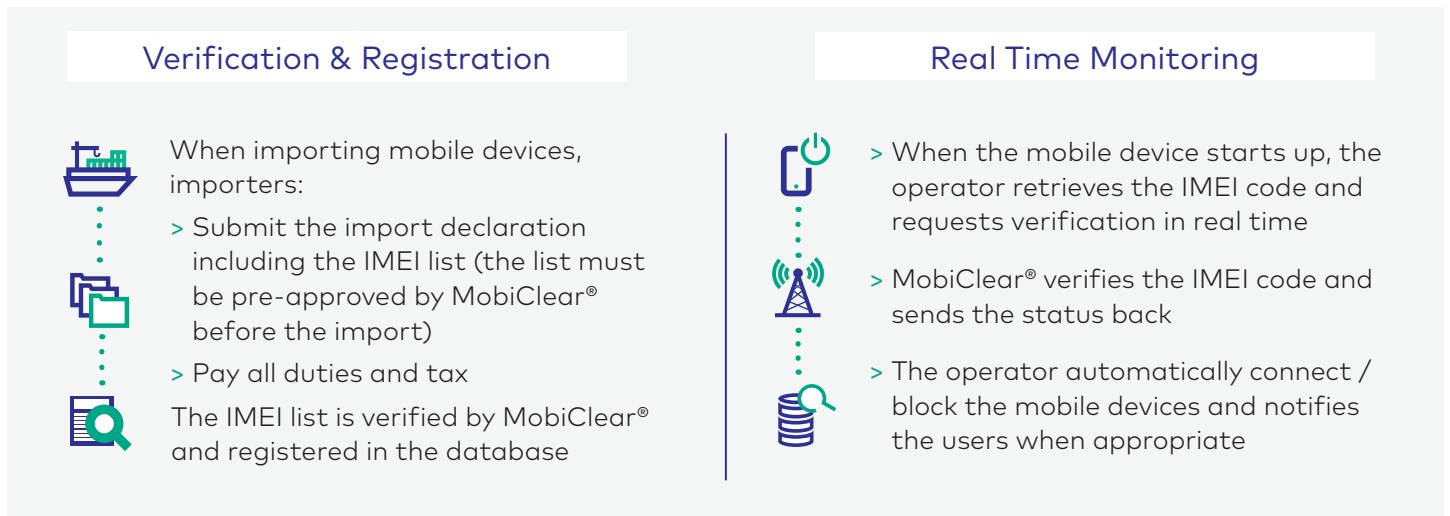 Verification & Registration
When importing mobile devices,
importers:
> Submit the import declaration
including the IMEI list (the list must
be pre-approved by MobiClear®
before the import)
> Pay all duties and tax
The IMEI list is verified by MobiClear®
and registered in the database
Real Time Monitoring
> When the mobile device starts up, the
operator retrieves the IMEI code and
requests verification in real time
> MobiClear® verifies the IMEI code and
sends the status back
> The operator automatically connect /
block the mobile devices and notifies
the users when appropriate